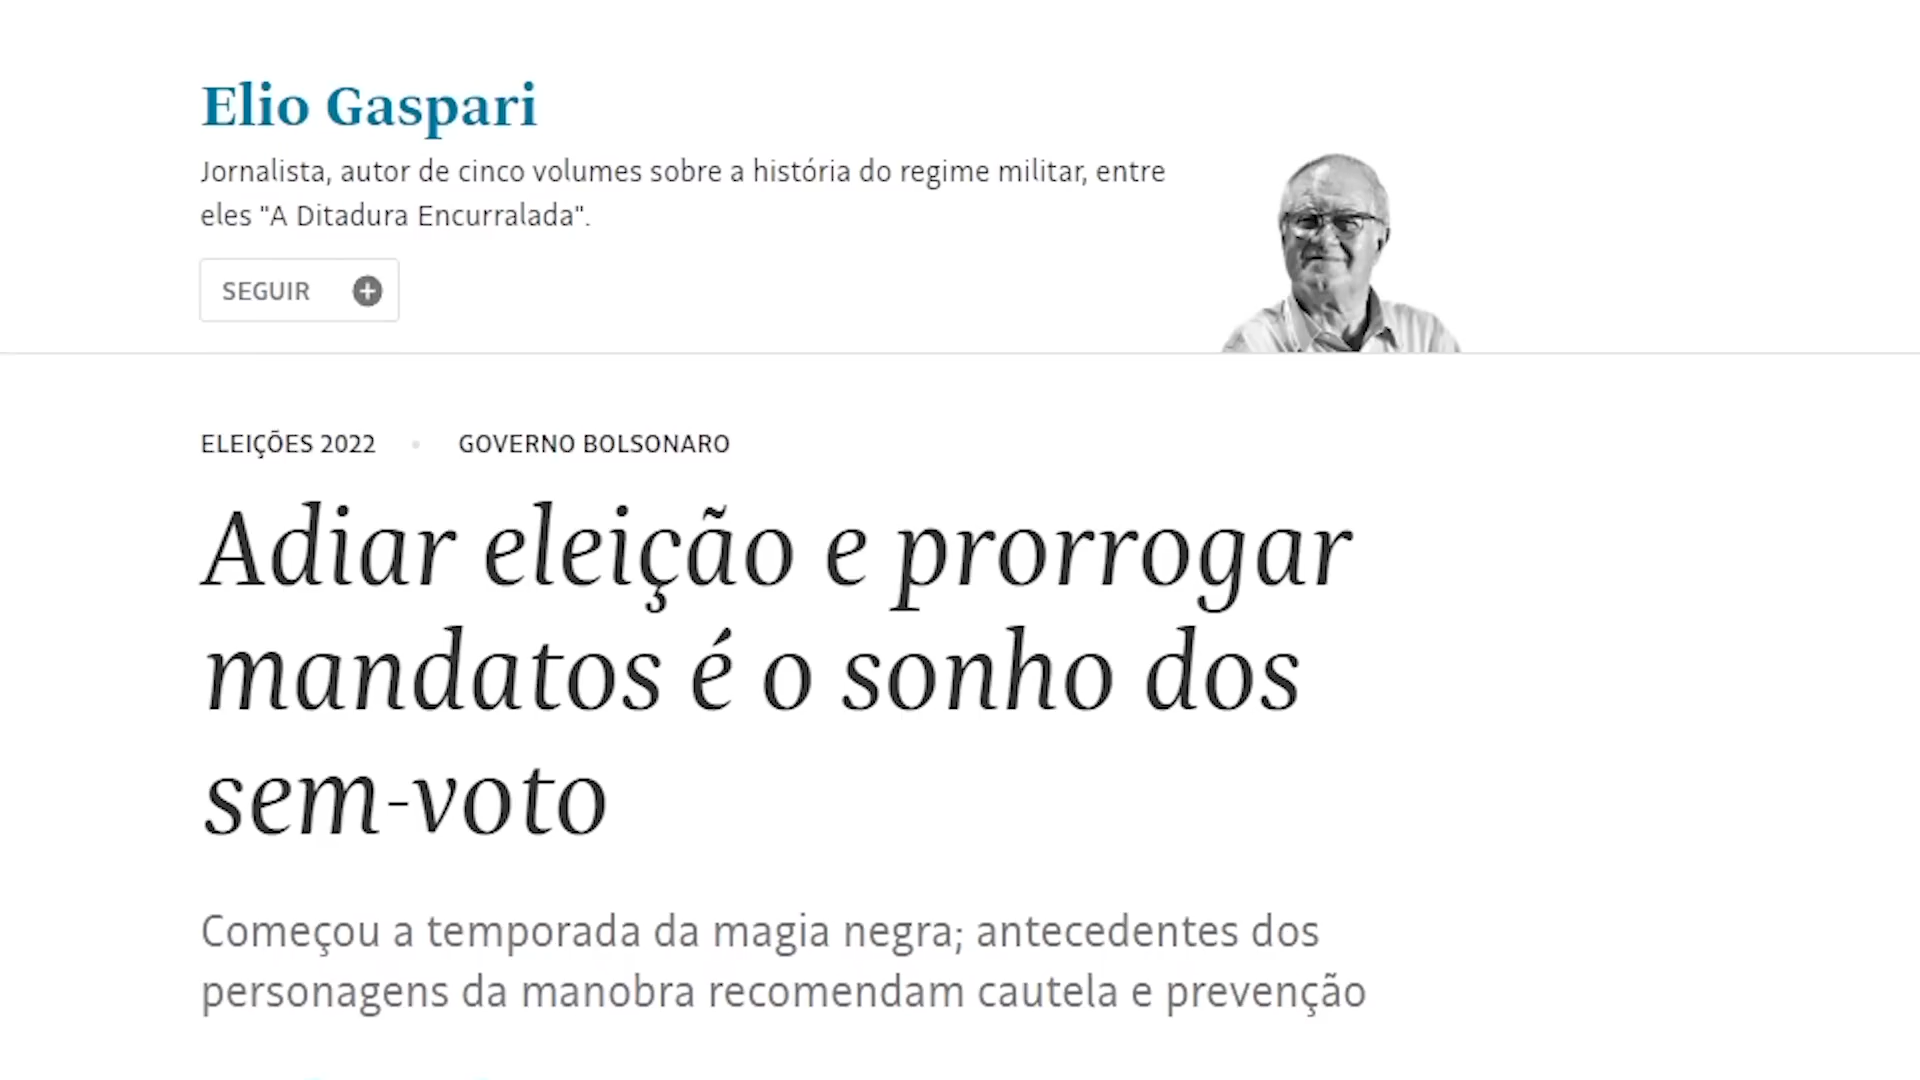 Elio Gaspari
Jornalista, autor de cinco volumes sobre a história do regime militar, entre
eles "A Ditadura Encurralada".
SEGUIR
ELEIÇÕES 2022 • GOVERNO BOLSONARO
Adiar eleição e prorrogar
mandatos é o sonho dos
sem-voto
Começou a temporada da magia negra; antecedentes dos
personagens da manobra recomendam cautela e prevenção